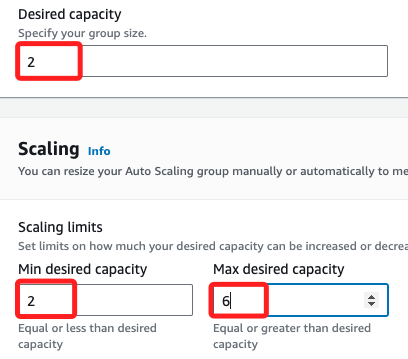 Desired capacity
Specify your group size.
2
Scaling Info
You can resize your Auto Scaling group manually or automatically to me
Scaling limits
Set limits on how much your desired capacity can be increased or decrea
Min desired capacity Max desired capacity
2 6
Equal or less than desired Equal or greater than desired
capacity capacity